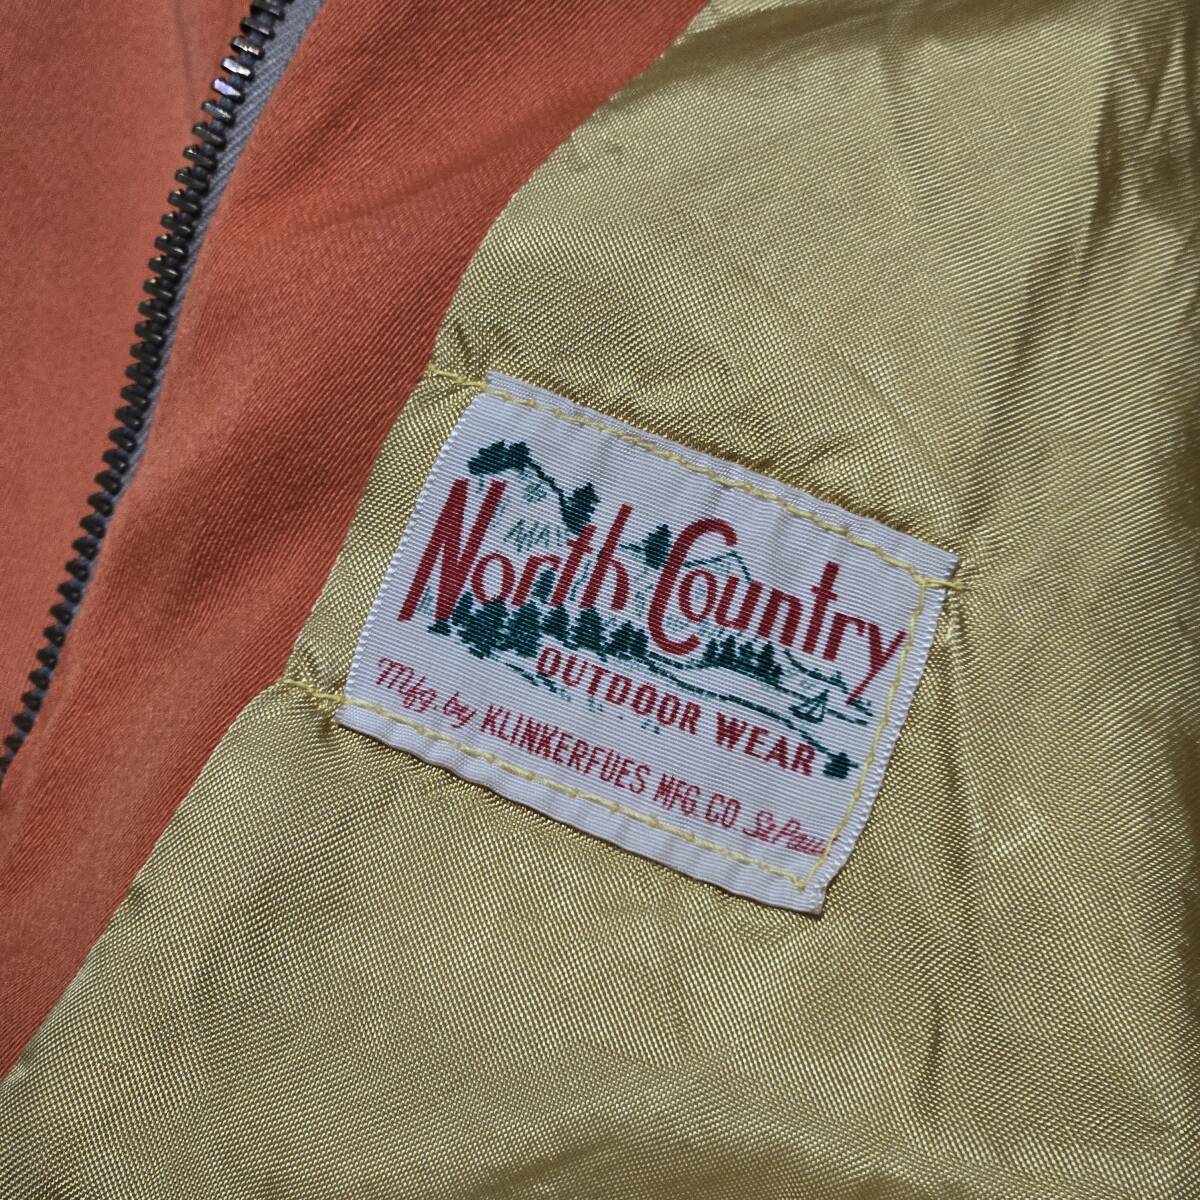 North Country
OUTDOOR WEAR
Mfg. by KLINKERFUES MFG. CO St Paul